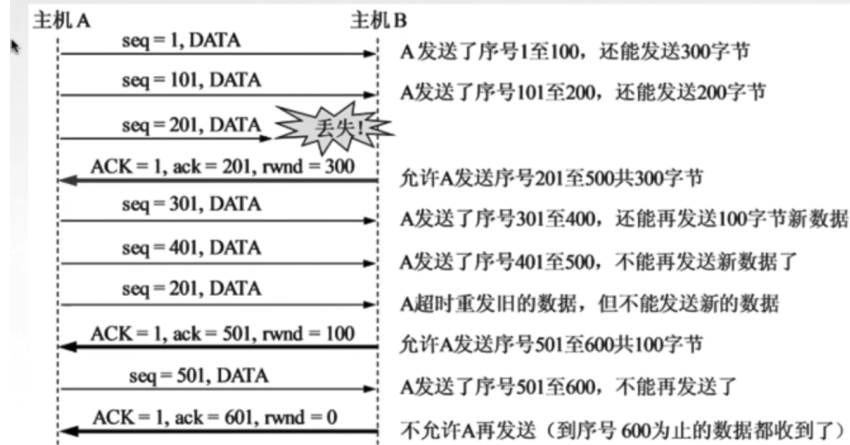 主机A 主机B
seq = 1, DATA A发送了序号1至100，还能发送300字节
seq = 101, DATA A发送了序号101至200，还能发送200字节
seq = 201, DATA 丢失!
ACK = 1, ack = 201, rwnd = 300 允许A发送序号201至500共300字节
seq = 301, DATA A发送了序号301至400，还能再发送100字节新数据
seq = 401, DATA A发送了序号401至500，不能再发送新数据了
seq = 201, DATA A超时重发旧的数据，但不能发送新的数据
ACK = 1, ack = 501, rwnd = 100 允许A发送序号501至600共100字节
seq = 501, DATA A发送了序号501至600，不能再发送了
ACK = 1, ack = 601, rwnd = 0 不允许A再发送（到序号 600为止的数据都收到了）